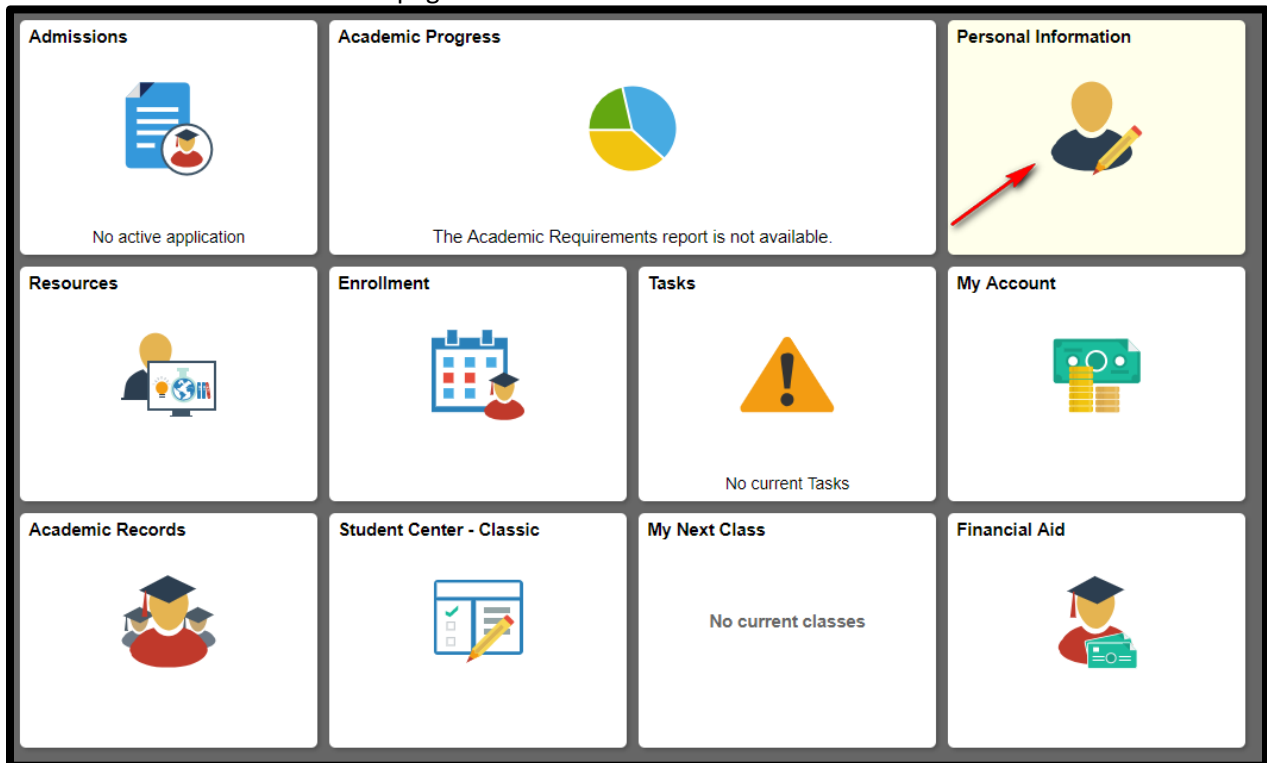 Admissions
Academic Progress
Personal Information
No active application
The Academic Requirements report is not available.
Resources
Enrollment
Tasks
My Account
No current Tasks
Academic Records
Student Center - Classic
My Next Class
Financial Aid
No current classes